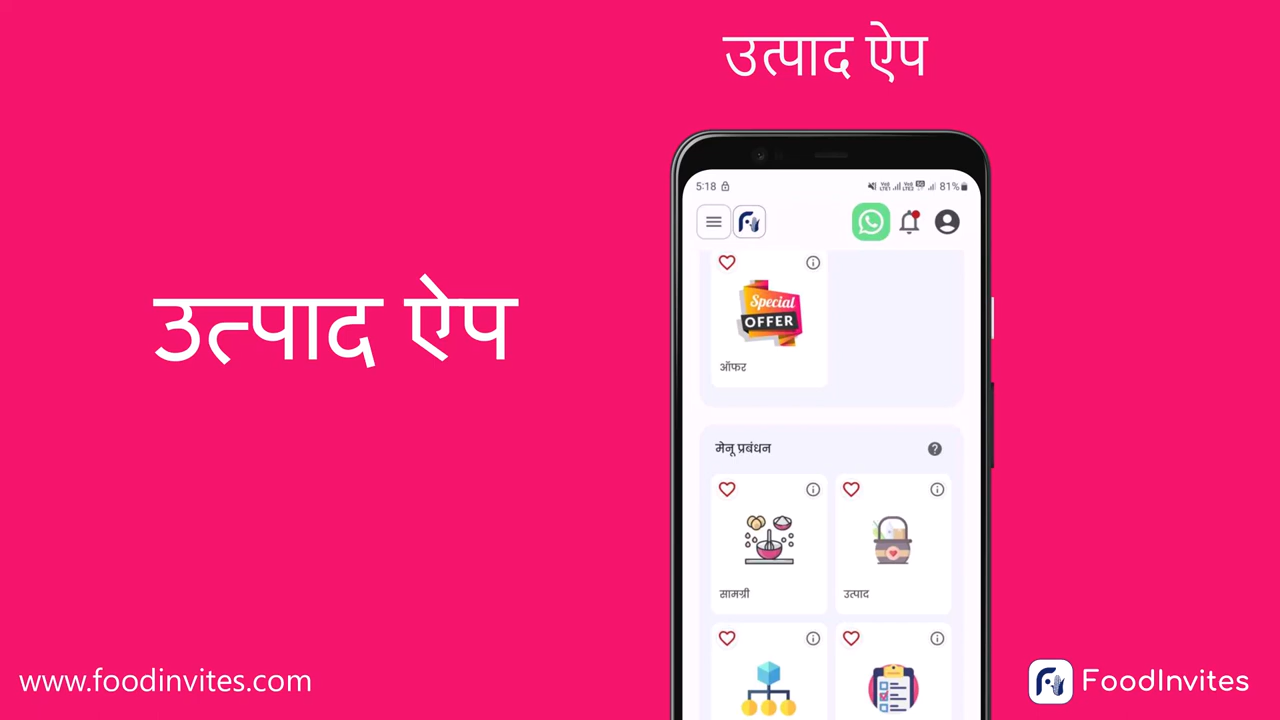 उत्पाद ऐप
उत्पाद ऐप
5:18
81%
Special
OFFER
ऑफर
मेनू प्रबंधन
सामग्री
उत्पाद
www.foodinvites.com
FoodInvites